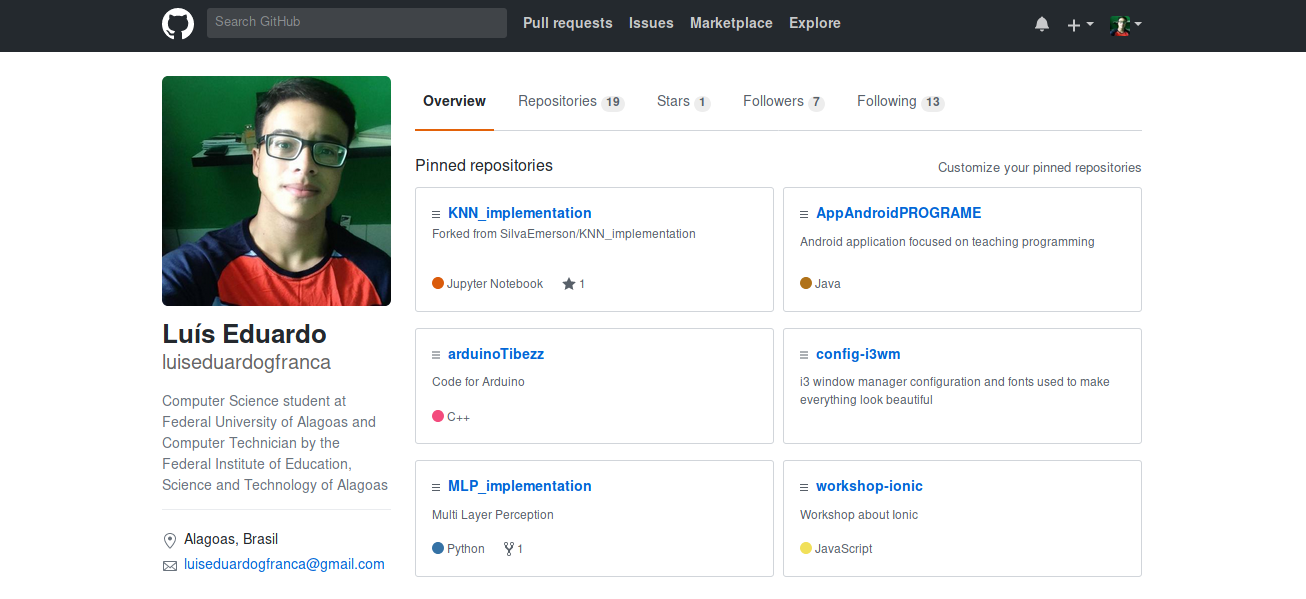 Search GitHub
Pull requests
Issues
Marketplace
Explore
Overview
Repositories 19
Stars 1
Followers 7
Following 13
Luís Eduardo
luiseduardogfranca
Computer Science student at
Federal University of Alagoas and
Computer Technician by the
Federal Institute of Education,
Science and Technology of Alagoas
Alagoas, Brasil
luiseduardogfranca@gmail.com
Pinned repositories
Customize your pinned repositories
KNN_implementation
Forked from SilvaEmerson/KNN_implementation
Jupyter Notebook
1
AppAndroidPROGRAME
Android application focused on teaching programming
Java
arduinoTibezz
Code for Arduino
C++
config-i3wm
i3 window manager configuration and fonts used to make
everything look beautiful
MLP_implementation
Multi Layer Perception
Python
1
workshop-ionic
Workshop about Ionic
JavaScript